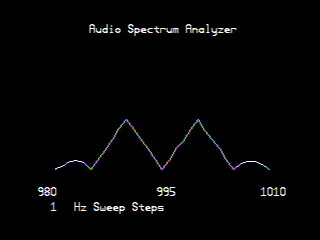 Audio Spectrum Analyzer
980 995 1010
1 Hz Sweep Steps